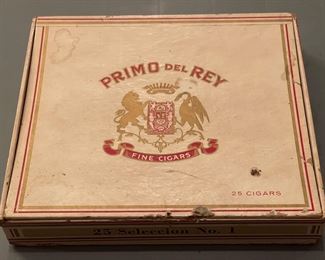 PRIMO DEL REY
FINE CIGARS
25 CIGARS
25 Seleccion No. 1